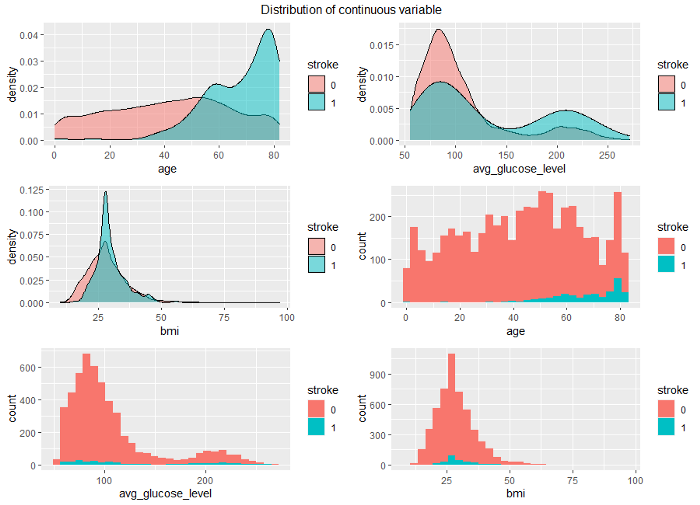 Distribution of continuous variable
density
0.04
0.03
0.02
0.01
0.00
0 20 40 60 80
age
stroke
0
1
density
0.015
0.010
0.005
0.000
50 100 150 200 250
avg_glucose_level
stroke
0
1
density
0.125
0.100
0.075
0.050
0.025
0.000
25 50 75 100
bmi
stroke
0
1
count
200
100
0
0 20 40 60 80
age
stroke
0
1
count
600
400
200
0
100 200
avg_glucose_level
stroke
0
1
count
900
600
300
0
25 50 75 100
bmi
stroke
0
1